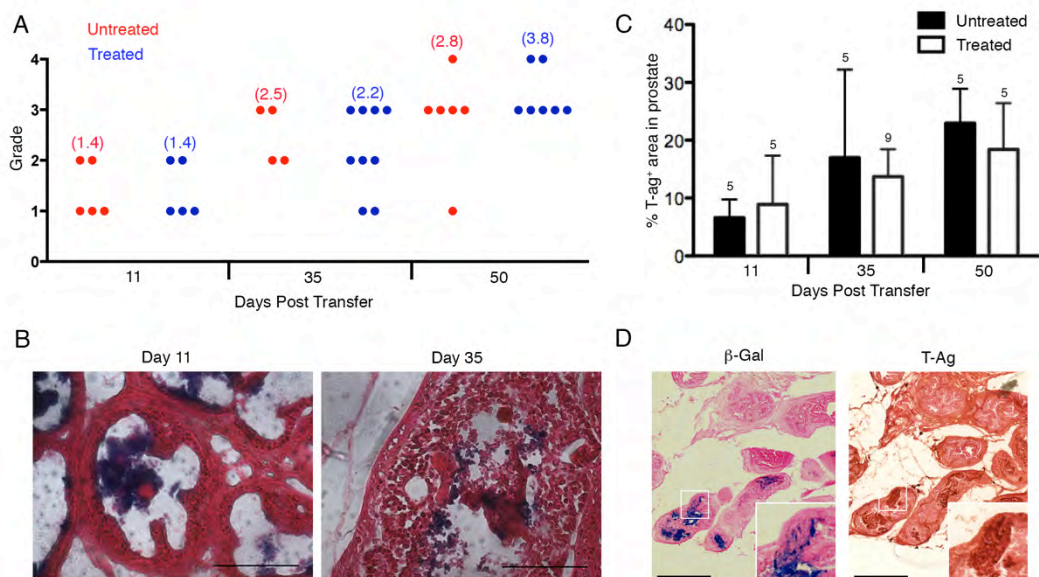 A
Untreated
Treated
(1.4)
(1.4)
(2.5)
(2.2)
(2.8)
(3.8)
4
3
2
1
0
Grade
11
35
50
Days Post Transfer
B
Day 11
Day 35
C
Untreated
Treated
40
30
20
10
0
% T-ag⁺ area in prostate
5
5
5
9
5
5
11
35
50
Days Post Transfer
D
β-Gal
T-Ag